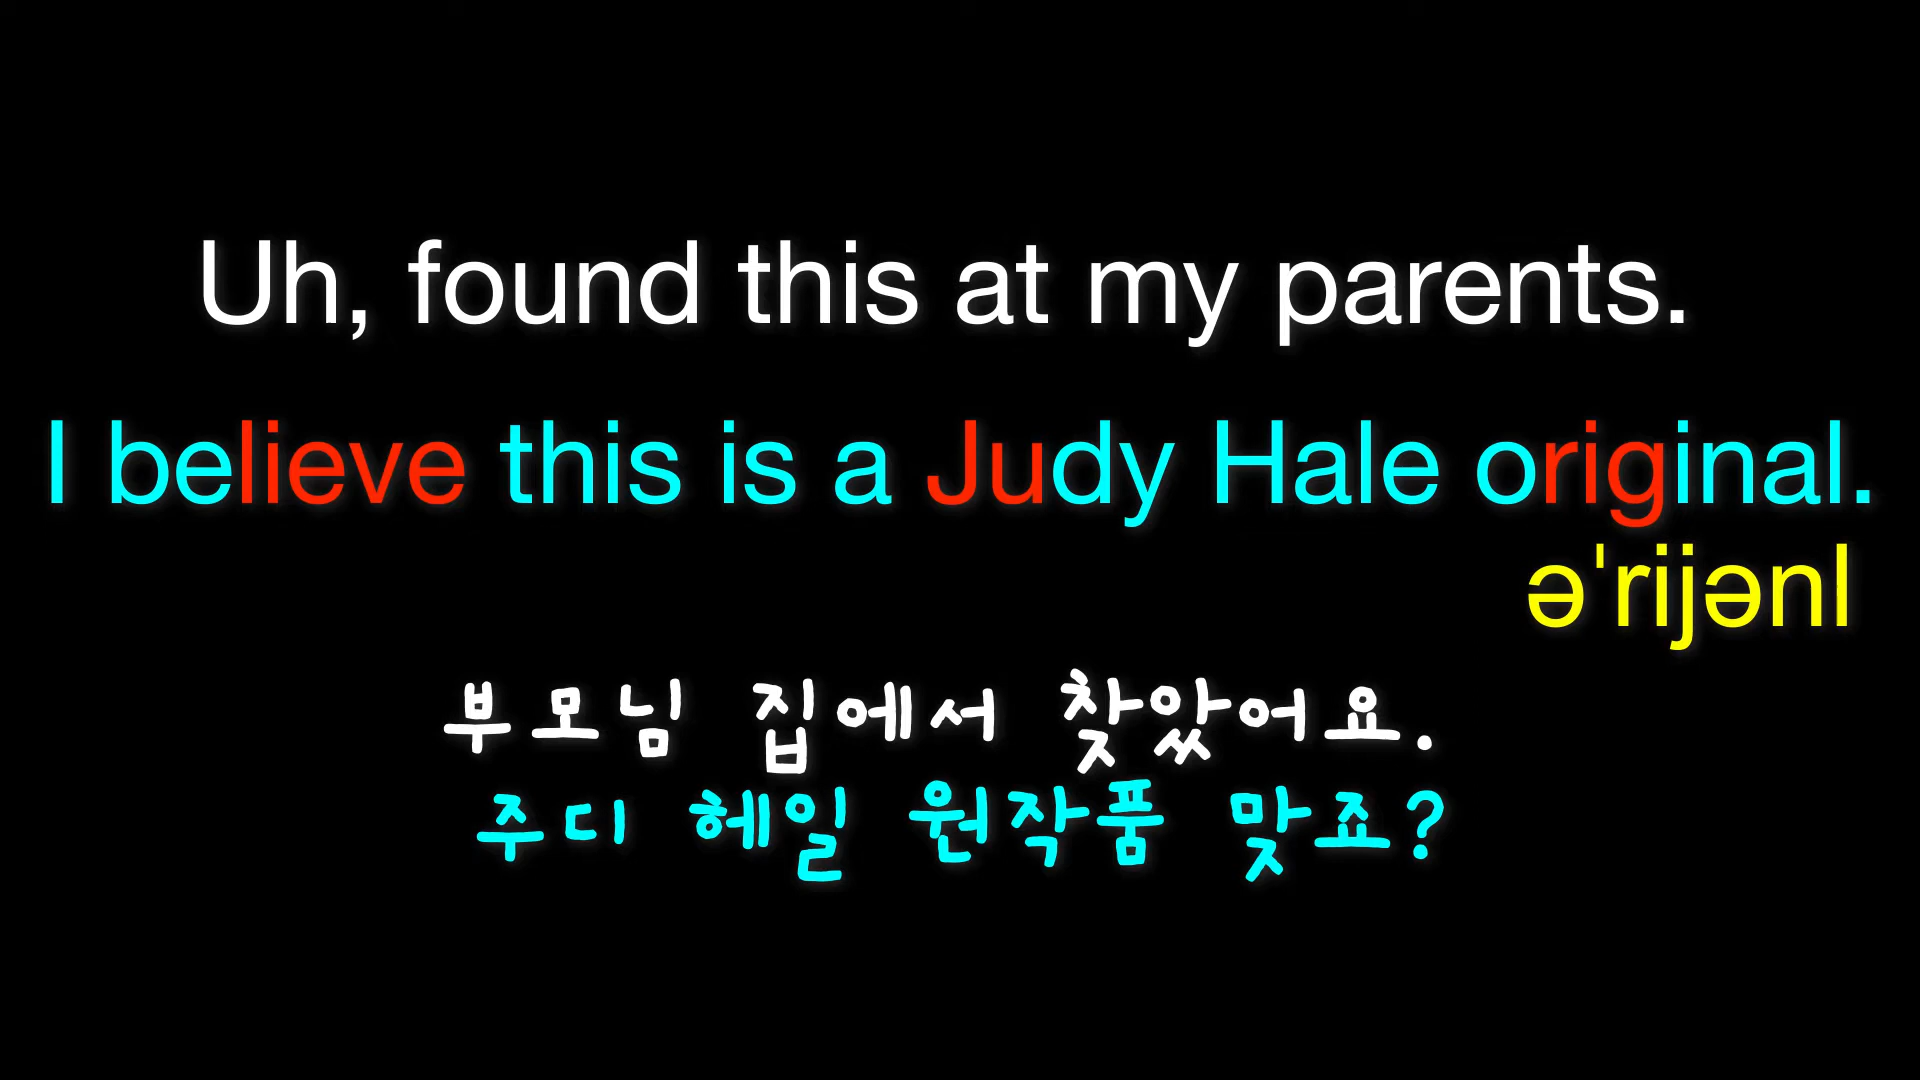 Uh, found this at my parents.
I believe this is a Judy Hale original.
əˈrijənl
부모님 집에서 찾았어요.
주디 헤일 원작품 맞죠?